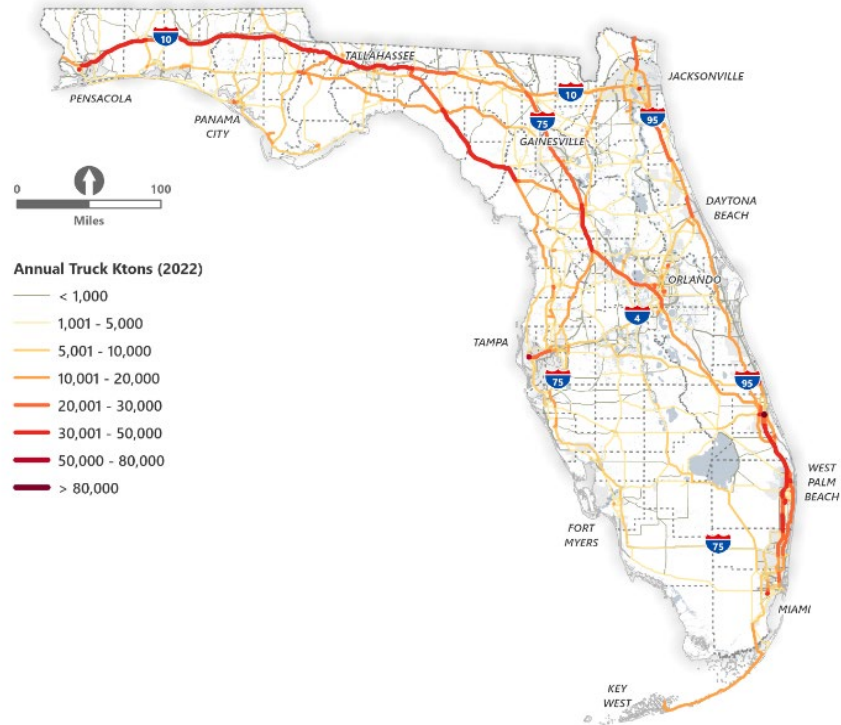 10
TALLAHASSEE
PENSACOLA
PANAMA
CITY
10
JACKSONVILLE
75
95
GAINESVILLE
0
100
Miles
DAYTONA
BEACH
Annual Truck Ktons (2022)
< 1,000
1,001 - 5,000
5,001 - 10,000
10,001 - 20,000
20,001 - 30,000
30,001 - 50,000
50,000 - 80,000
> 80,000
ORLANDO
4
TAMPA
75
95
WEST
PALM
BEACH
FORT
MYERS
75
MIAMI
KEY
WEST